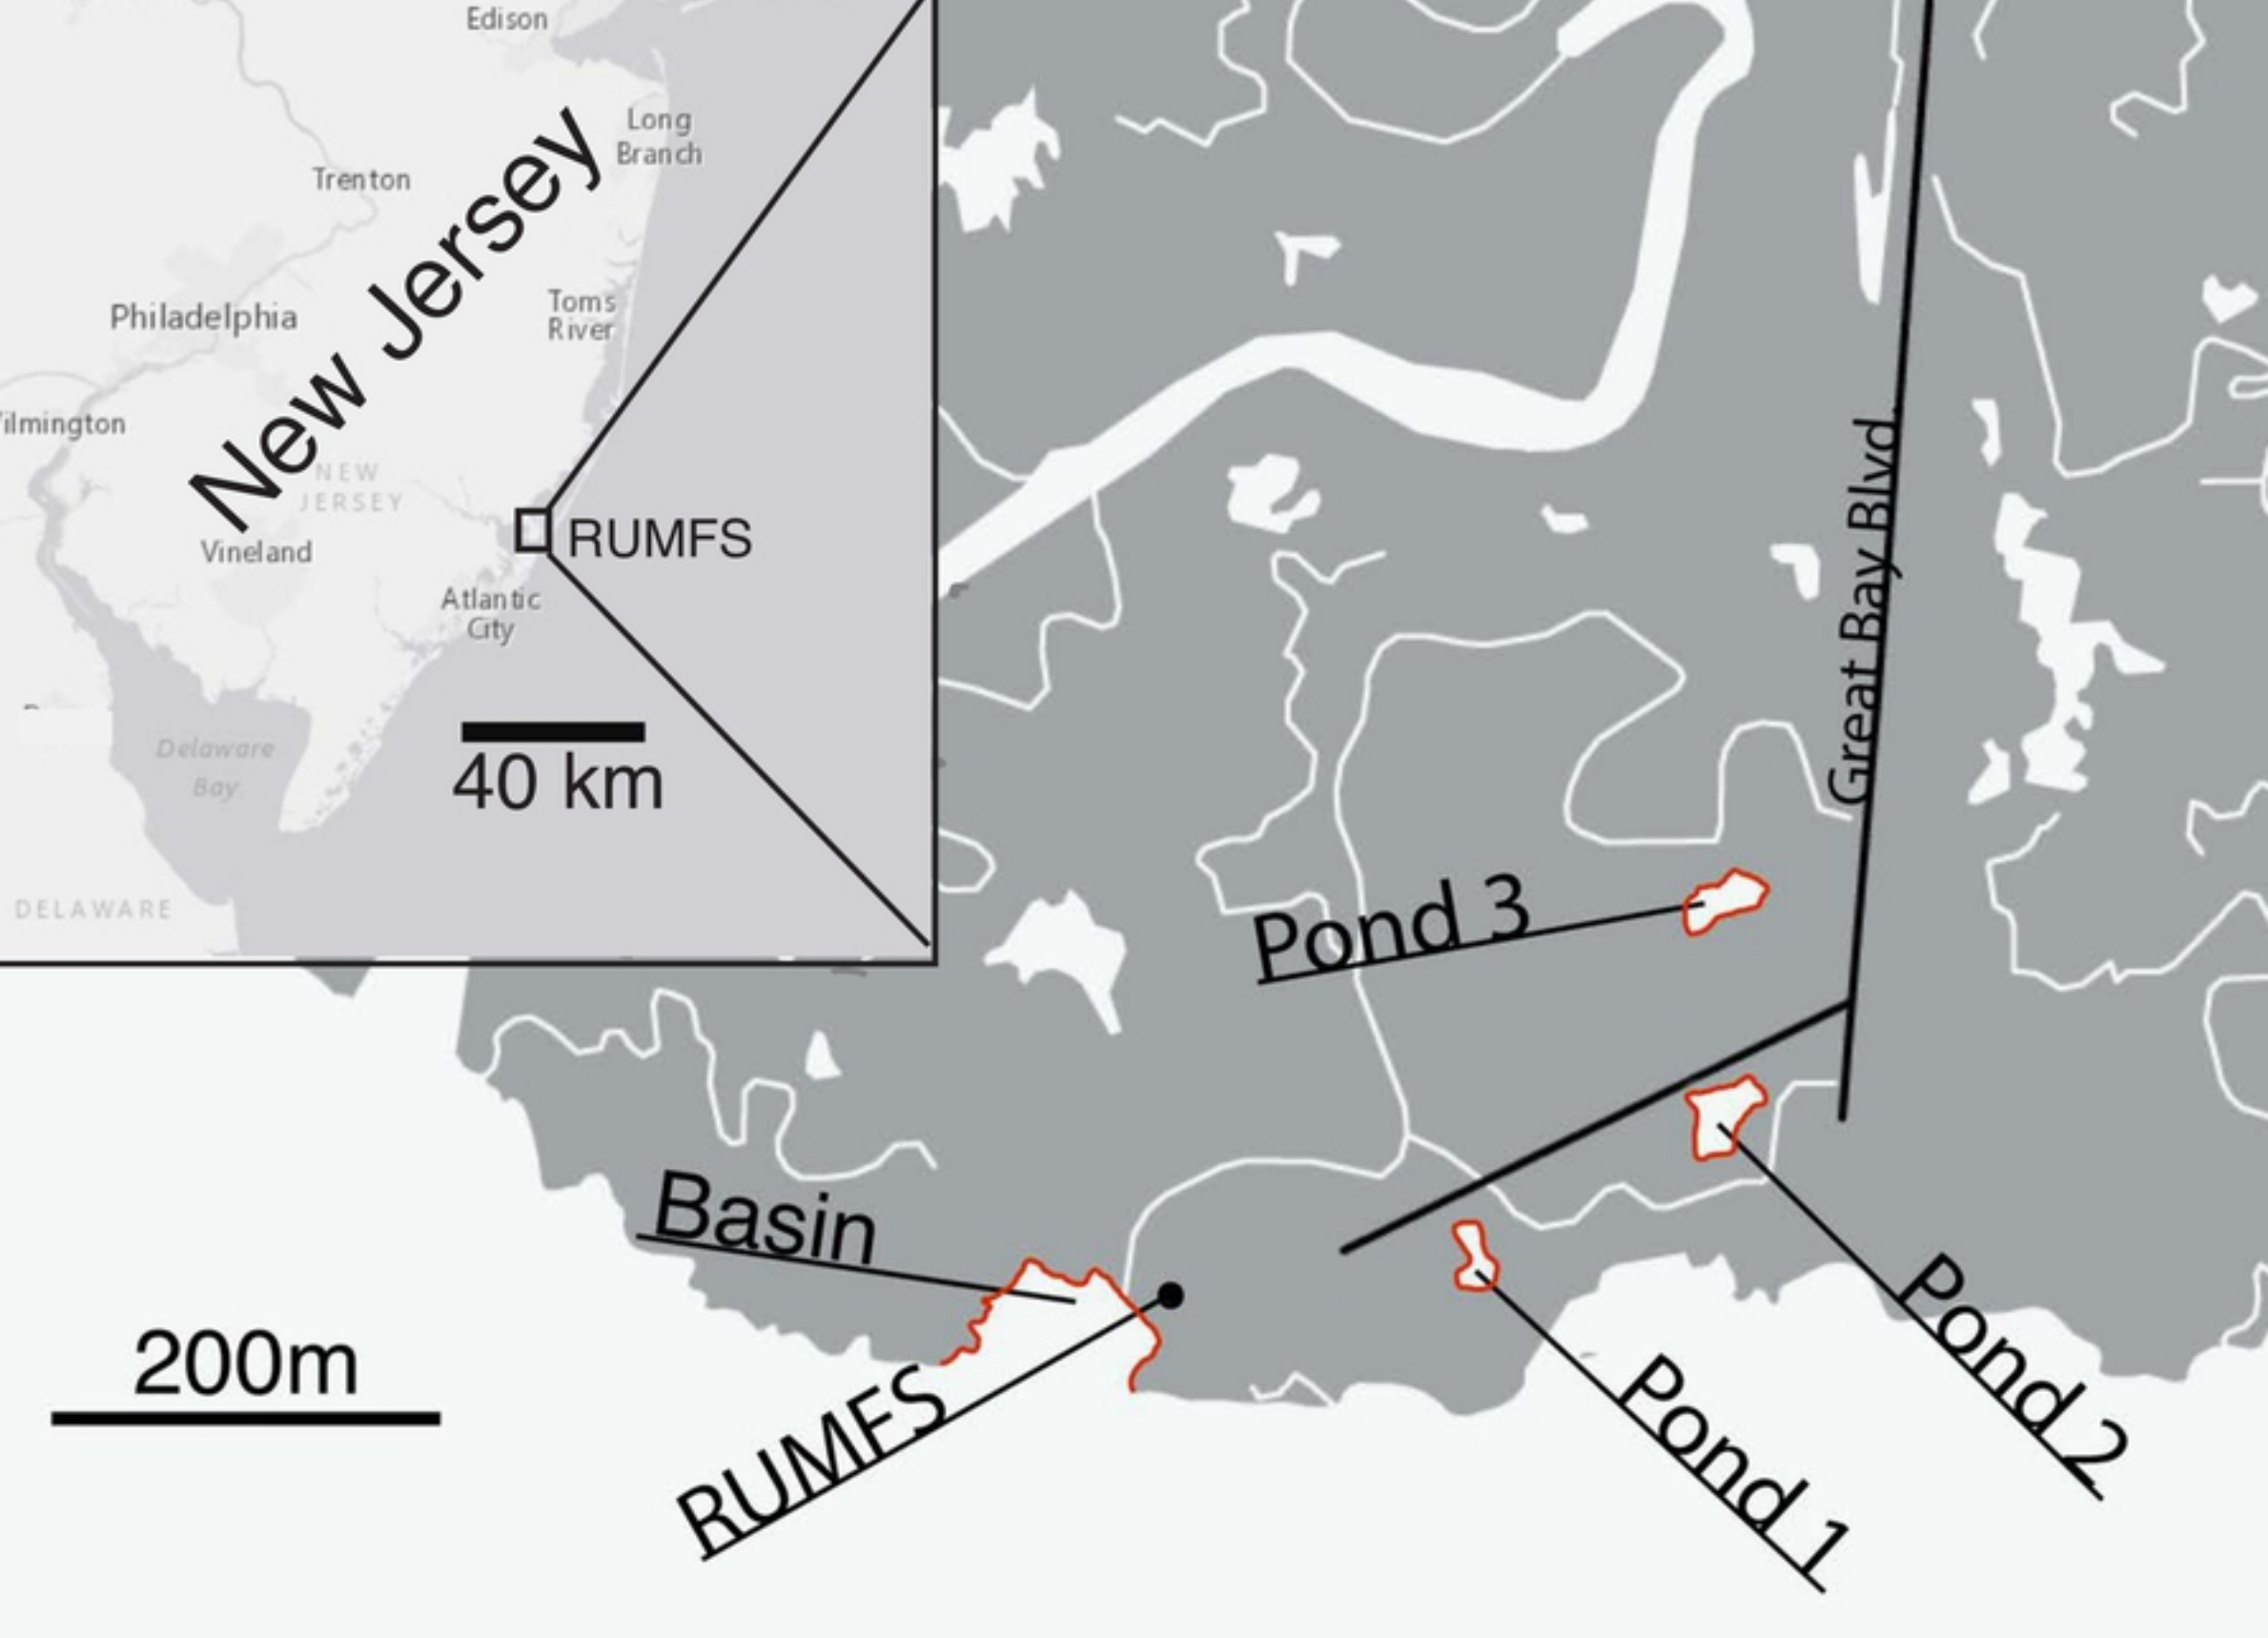 Edison
Long
Branch
Trenton
New Jersey
Philadelphia
Toms
River
ilmington
NEW
JERSEY
Vineland
RUMFS
Atlantic
City
40 km
Delaware
Bay
DELAWARE
Great Bay Blvd.
Pond 3
Basin
200m
RUMFS
Pond 1
Pond 2